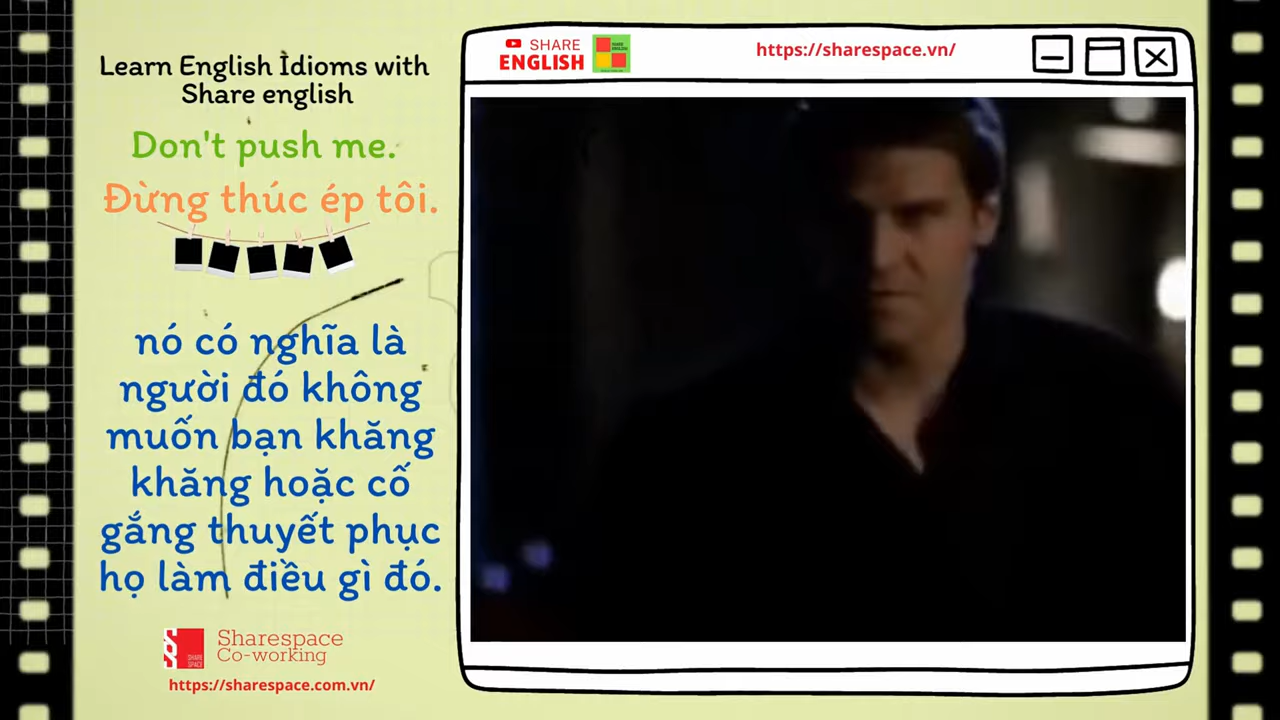 Learn English Idioms with
Share english
Don't push me.
Đừng thúc ép tôi.
nó có nghĩa là
người đó không
muốn bạn khăng
khăng hoặc cố
gắng thuyết phục
họ làm điều gì đó.
Sharespace
Co-working
https://sharespace.com.vn/
SHARE
ENGLISH
https://sharespace.vn/